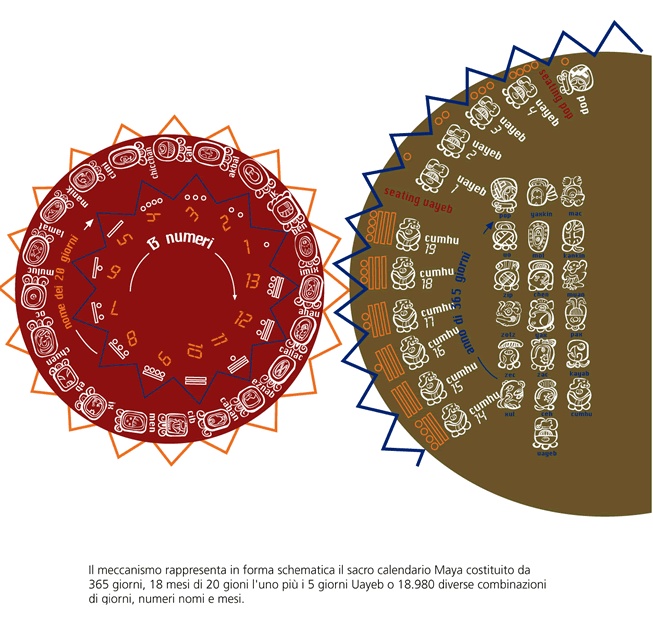 13 numeri
1
2
3
4
5
6
7
8
9
10
11
12
13
nome dei 20 giorni
akbal
kan
chicchan
cimi
manik
lamat
muluc
oc
chuen
eb
ix
men
cib
caban
ahau
imix
seating pop
pop
uayeb
4
uayeb
3
uayeb
2
uayeb
1
seating uayeb
cumhu
19
cumhu
18
cumhu
17
cumhu
16
cumhu
15
cumhu
14
anno di 365 giorni
pop
yaxkin
mac
uo
mol
kankin
zip
chen
muan
zotz
yax
pax
zec
zac
kayab
xul
ceh
cumhu
uayeb
Il meccanismo rappresenta in forma schematica il sacro calendario Maya costituito da
365 giorni, 18 mesi di 20 gioni l'uno più i 5 giorni Uayeb o 18.980 diverse combinazioni
di giorni, numeri nomi e mesi.